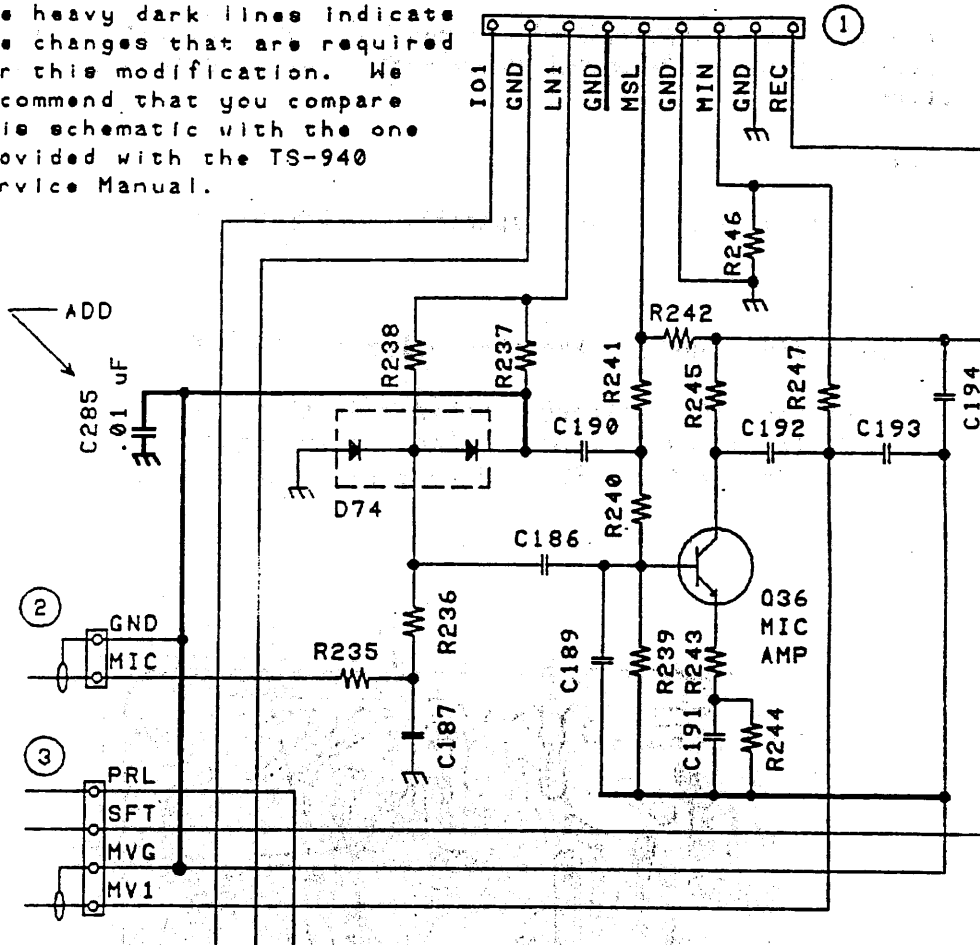 e heavy dark lines indicate
e changes that are required
r this modification. We
commend that you compare
is schematic with the one
ovided with the TS-940
rvice Manual.
1
IO1
GND
LN1
GND
MSL
GND
MIN
GND
REC
R246
ADD
C285
.01 uF
R238
R237
R242
R241
R245
R247
C194
C190
C192
C193
D74
R240
C186
Q36
MIC
AMP
2
GND
MIC
R235
R236
C189
R239
R243
C187
C191
R244
3
PRL
SFT
MVG
MV1